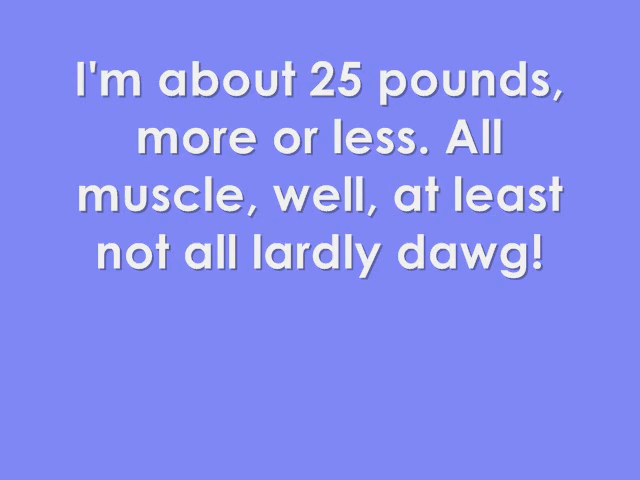 I'm about 25 pounds,
more or less. All
muscle, well, at least
not all lardly dawg!